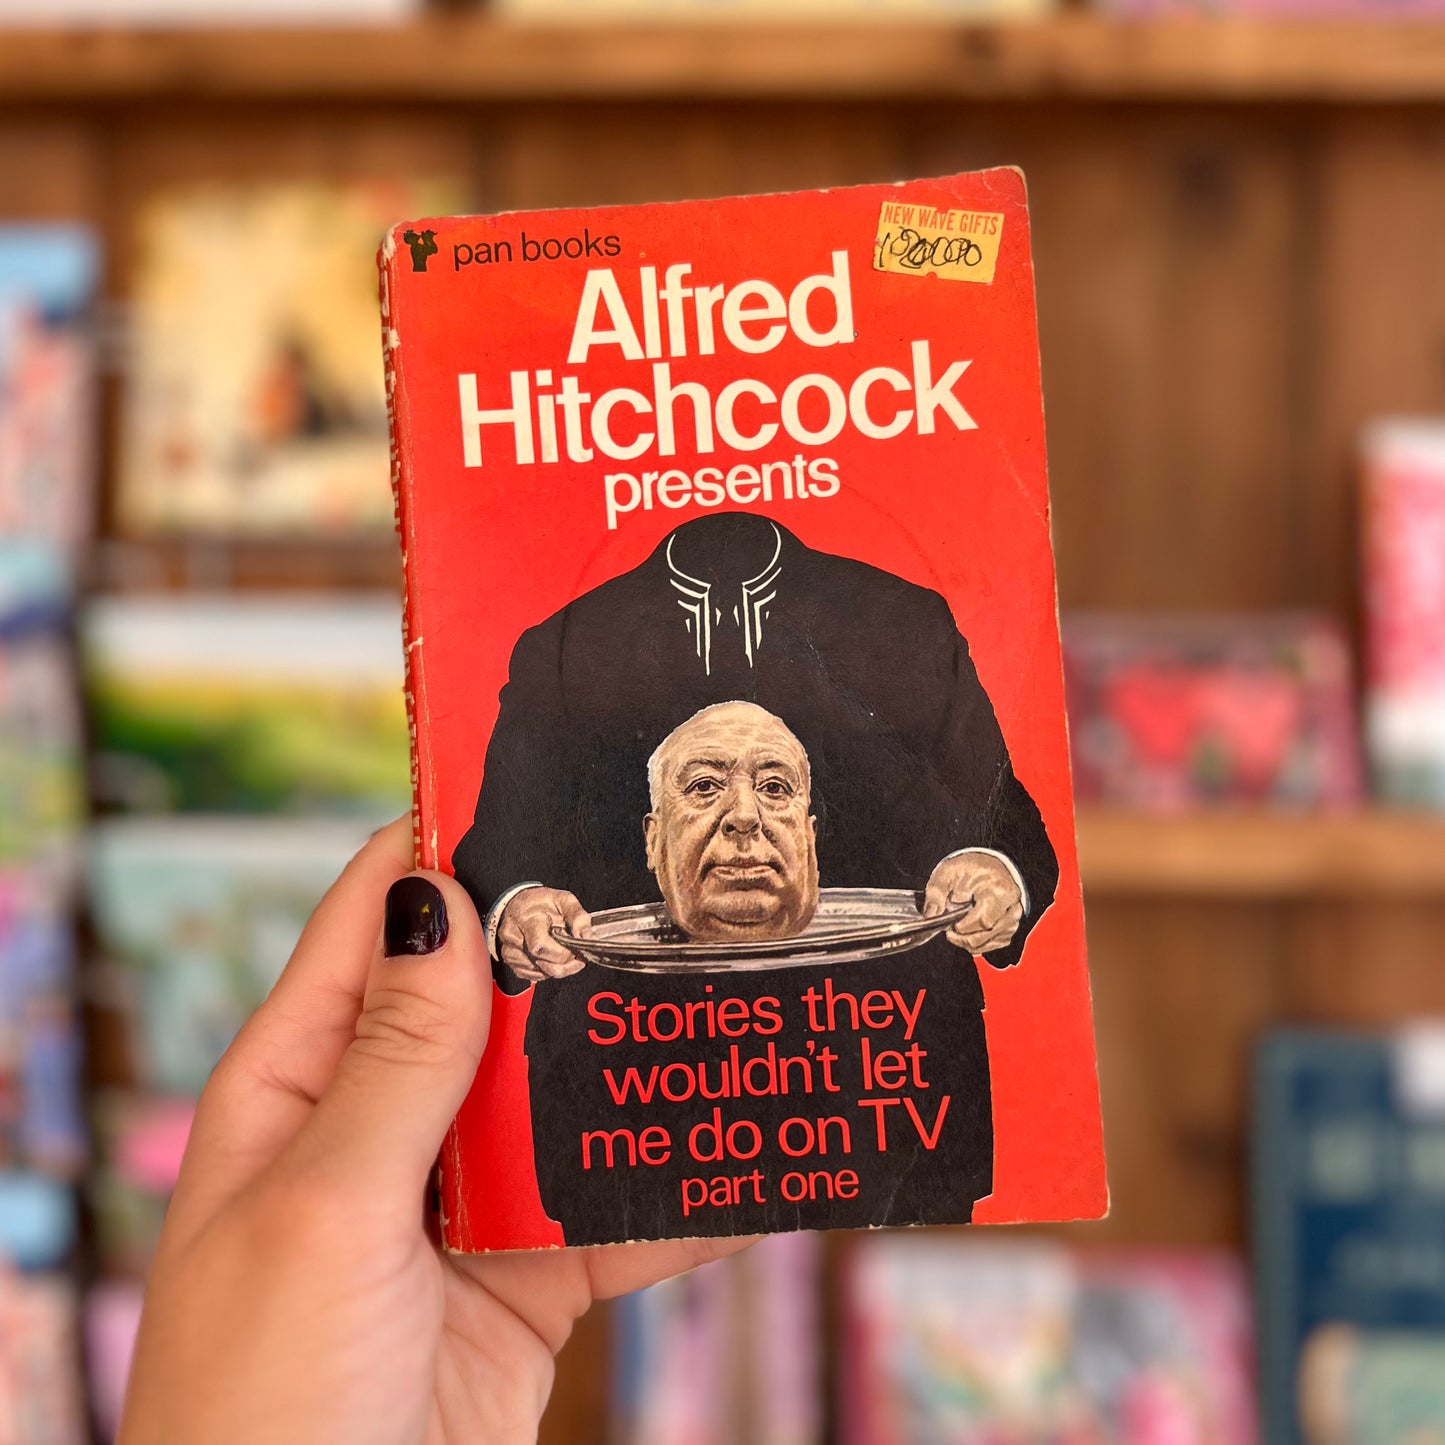 pan books
NEW WAVE GIFTS
Alfred
Hitchcock
presents
Stories they
wouldn't let
me do on TV
part one